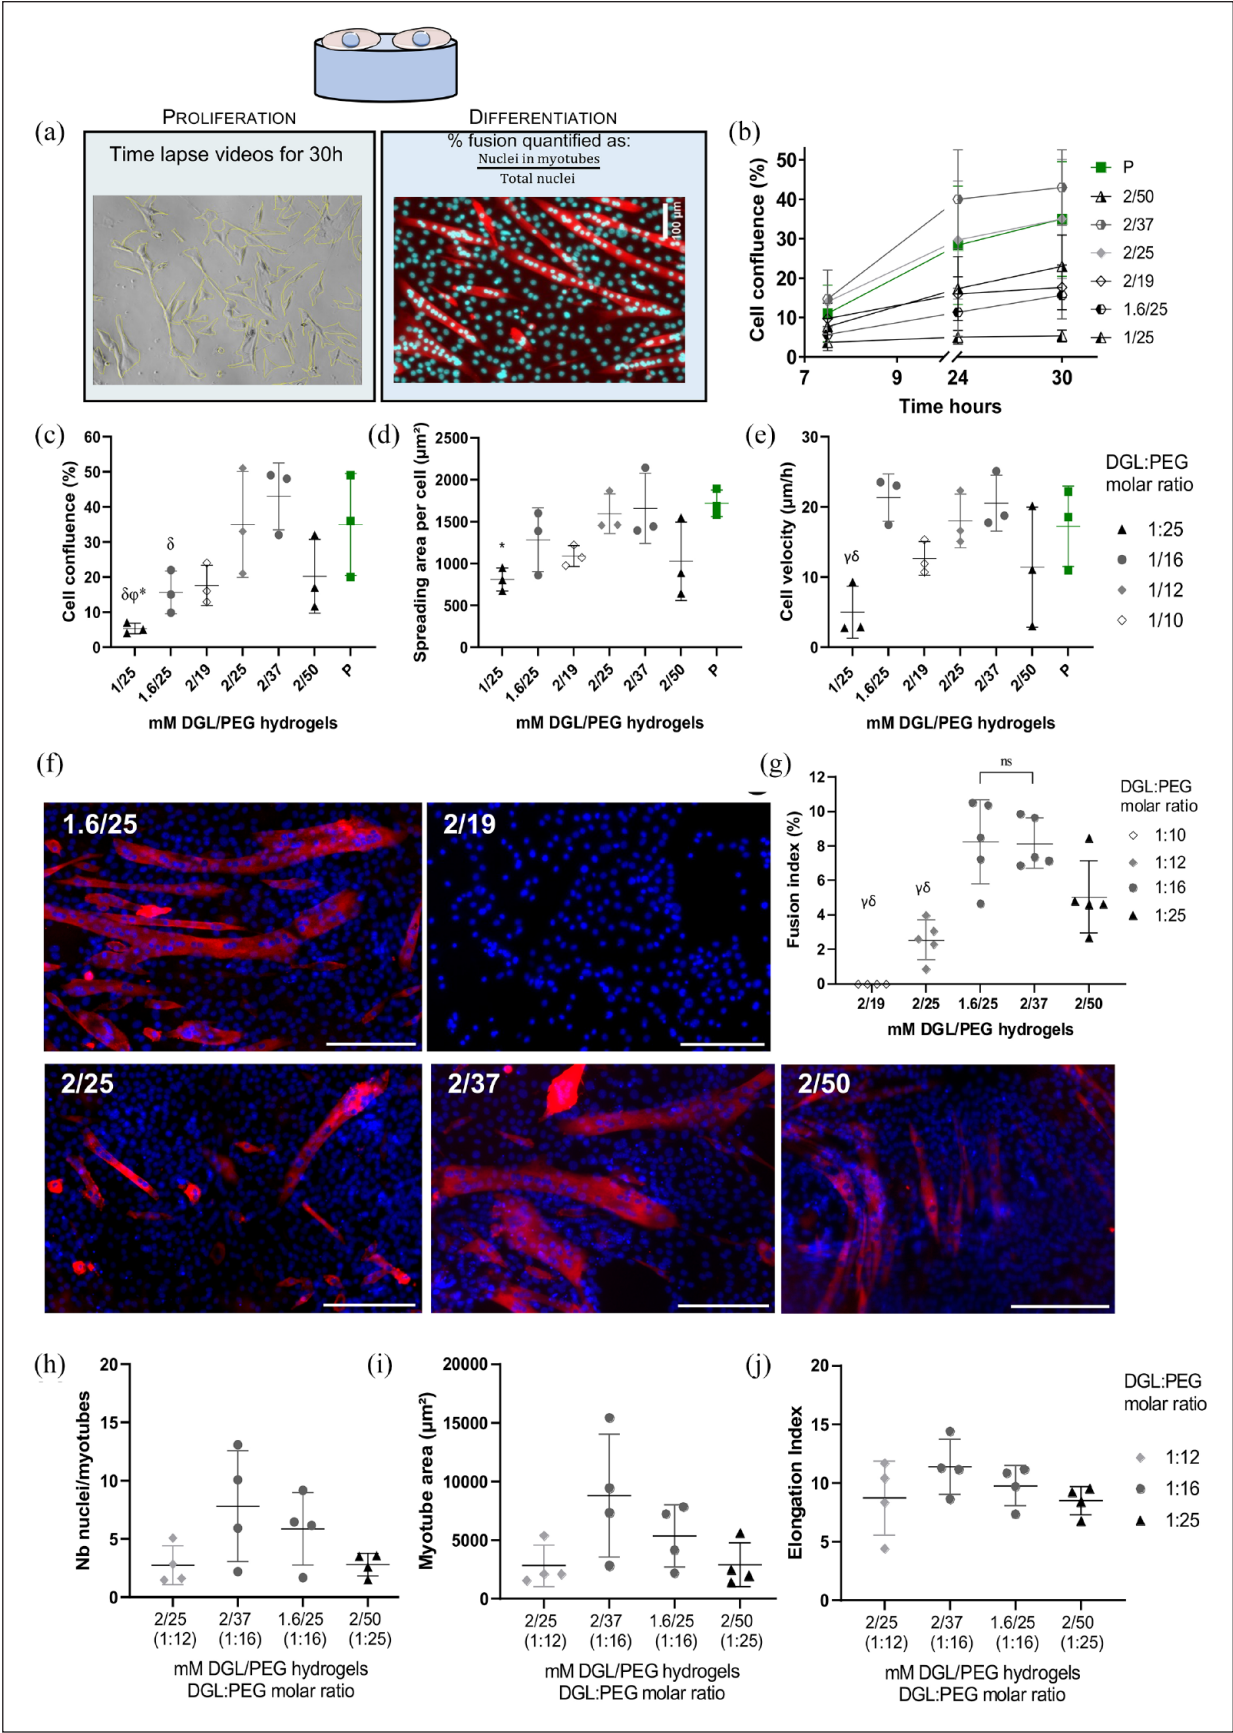 (a)
PROLIFERATION
Time lapse videos for 30h
DIFFERENTIATION
% fusion quantified as:
Nuclei in myotubes
Total nuclei
100 µm
(b)
Cell confluence (%)
50
40
30
20
10
0
7
9
24
30
Time hours
P
2/50
2/37
2/25
2/19
1.6/25
1/25
(c)
Cell confluence (%)
60
50
40
30
20
10
0
δφ*
δ
1/25
1.6/25
2/19
2/25
2/37
2/50
P
mM DGL/PEG hydrogels
(d)
Spreading area per cell (µm²)
2500
2000
1500
1000
500
0
*
1/25
1.6/25
2/19
2/25
2/37
2/50
P
mM DGL/PEG hydrogels
(e)
Cell velocity (µm/h)
30
20
10
0
γδ
1/25
1.6/25
2/19
2/25
2/37
2/50
P
mM DGL/PEG hydrogels
DGL:PEG
molar ratio
1:25
1/16
1/12
1/10
(f)
1.6/25
2/19
2/25
2/37
2/50
(g)
Fusion index (%)
12
10
8
6
4
2
0
γδ
γδ
ns
2/19
2/25
1.6/25
2/37
2/50
mM DGL/PEG hydrogels
DGL:PEG
molar ratio
1:10
1:12
1:16
1:25
(h)
Nb nuclei/myotubes
20
15
10
5
0
2/25
2/37
1.6/25
2/50
(1:12)
(1:16)
(1:16)
(1:25)
mM DGL/PEG hydrogels
DGL:PEG molar ratio
(i)
Myotube area (µm²)
20000
15000
10000
5000
0
2/25
2/37
1.6/25
2/50
(1:12)
(1:16)
(1:16)
(1:25)
mM DGL/PEG hydrogels
DGL:PEG molar ratio
(j)
Elongation Index
20
15
10
5
0
2/25
2/37
1.6/25
2/50
(1:12)
(1:16)
(1:16)
(1:25)
mM DGL/PEG hydrogels
DGL:PEG molar ratio
DGL:PEG
molar ratio
1:12
1:16
1:25